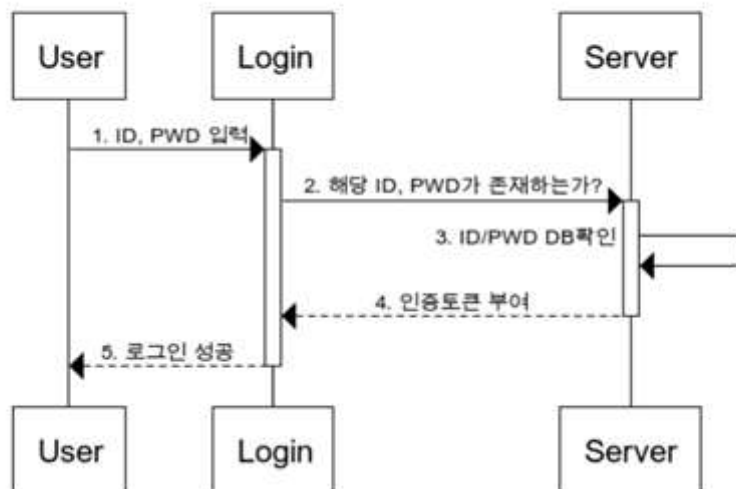 User Login Server
1. ID, PWD 입력
2. 해당 ID, PWD가 존재하는가?
3. ID/PWD DB확인
4. 인증토큰 부여
5. 로그인 성공
User Login Server